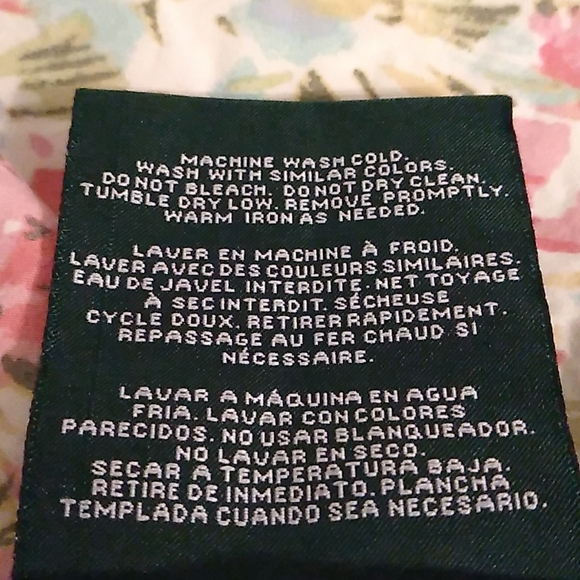 MACHINE WASH COLD.
WASH WITH SIMILAR COLORS.
DO NOT BLEACH. DO NOT DRY CLEAN.
TUMBLE DRY LOW. REMOVE PROMPTLY.
WARM IRON AS NEEDED.
LAVER EN MACHINE À FROID.
LAVER AVEC DES COULEURS SIMILAIRES.
EAU DE JAVEL INTERDITE. NET TOYAGE
À SEC INTERDIT. SÉCHEUSE
CYCLE DOUX. RETIRER RAPIDEMENT.
REPASSAGE AU FER CHAUD SI
NÉCESSAIRE.
LAVAR A MÁQUINA EN AGUA
FRIA. LAVAR CON COLORES
PARECIDOS. NO USAR BLANQUEADOR.
NO LAVAR EN SECO.
SECAR A TEMPERATURA BAJA.
RETIRE DE INMEDIATO. PLANCHA
TEMPLADA CUANDO SEA NECESARIO.